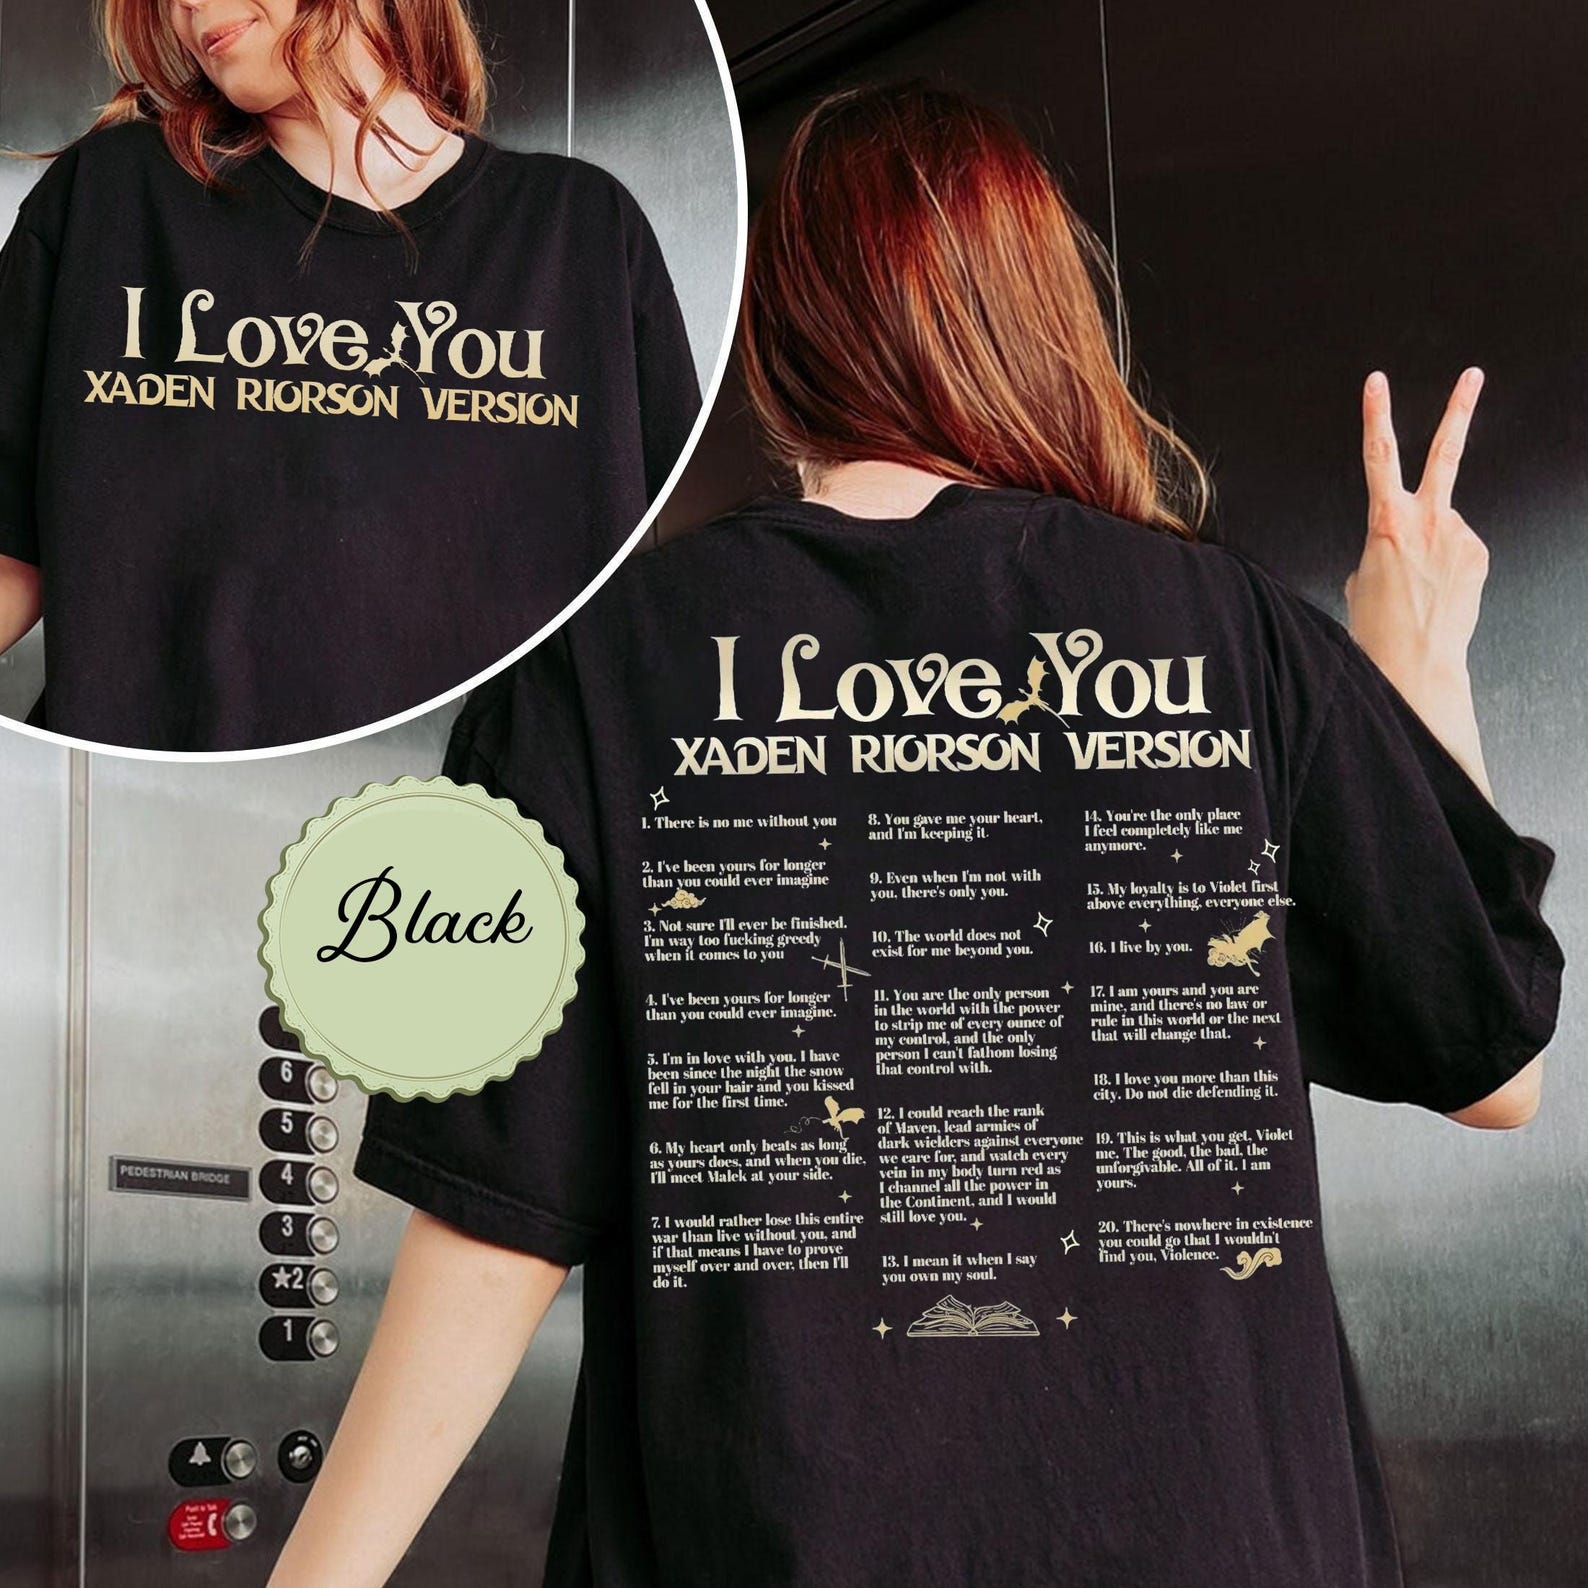 I Love You
XADEN RIORSON VERSION
Black
I Love You
XADEN RIORSON VERSION
1. There is no me without you
2. I've been yours for longer
than you could ever imagine
3. Not sure I'll ever be finished.
I'm way too fucking greedy
when it comes to you
4. I've been yours for longer
than you could ever imagine.
5. I'm in love with you. I have
been since the night the snow
fell in your hair and you kissed
me for the first time.
6. My heart only beats as long
as yours does, and when you die,
I'll meet Malek at your side.
7. I would rather lose this entire
war than live without you, and
if that means I have to prove
myself over and over, then I'll
do it.
8. You gave me your heart,
and I'm keeping it.
9. Even when I'm not with
you, there's only you.
10. The world does not
exist for me beyond you.
11. You are the only person
in the world with the power
to strip me of every ounce of
my control, and the only
person I can't fathom losing
that control with.
12. I could reach the rank
of Maven, lead armies of
dark wielders against everyone
we care for, and watch every
vein in my body turn red as
I channel all the power in
the Continent, and I would
still love you.
13. I mean it when I say
you own my soul.
14. You're the only place
I feel completely like me
anymore.
15. My loyalty is to Violet first
above everything, everyone else.
16. I live by you.
17. I am yours and you are
mine, and there's no law or
rule in this world or the next
that will change that.
18. I love you more than this
city. Do not die defending it.
19. This is what you get, Violet
me. The good, the bad, the
unforgivable. All of it. I am
yours.
20. There's nowhere in existence
you could go that I wouldn't
find you, Violence.
6
5
PEDESTRIAN BRIDGE
4
3
★2
1
Push to Talk